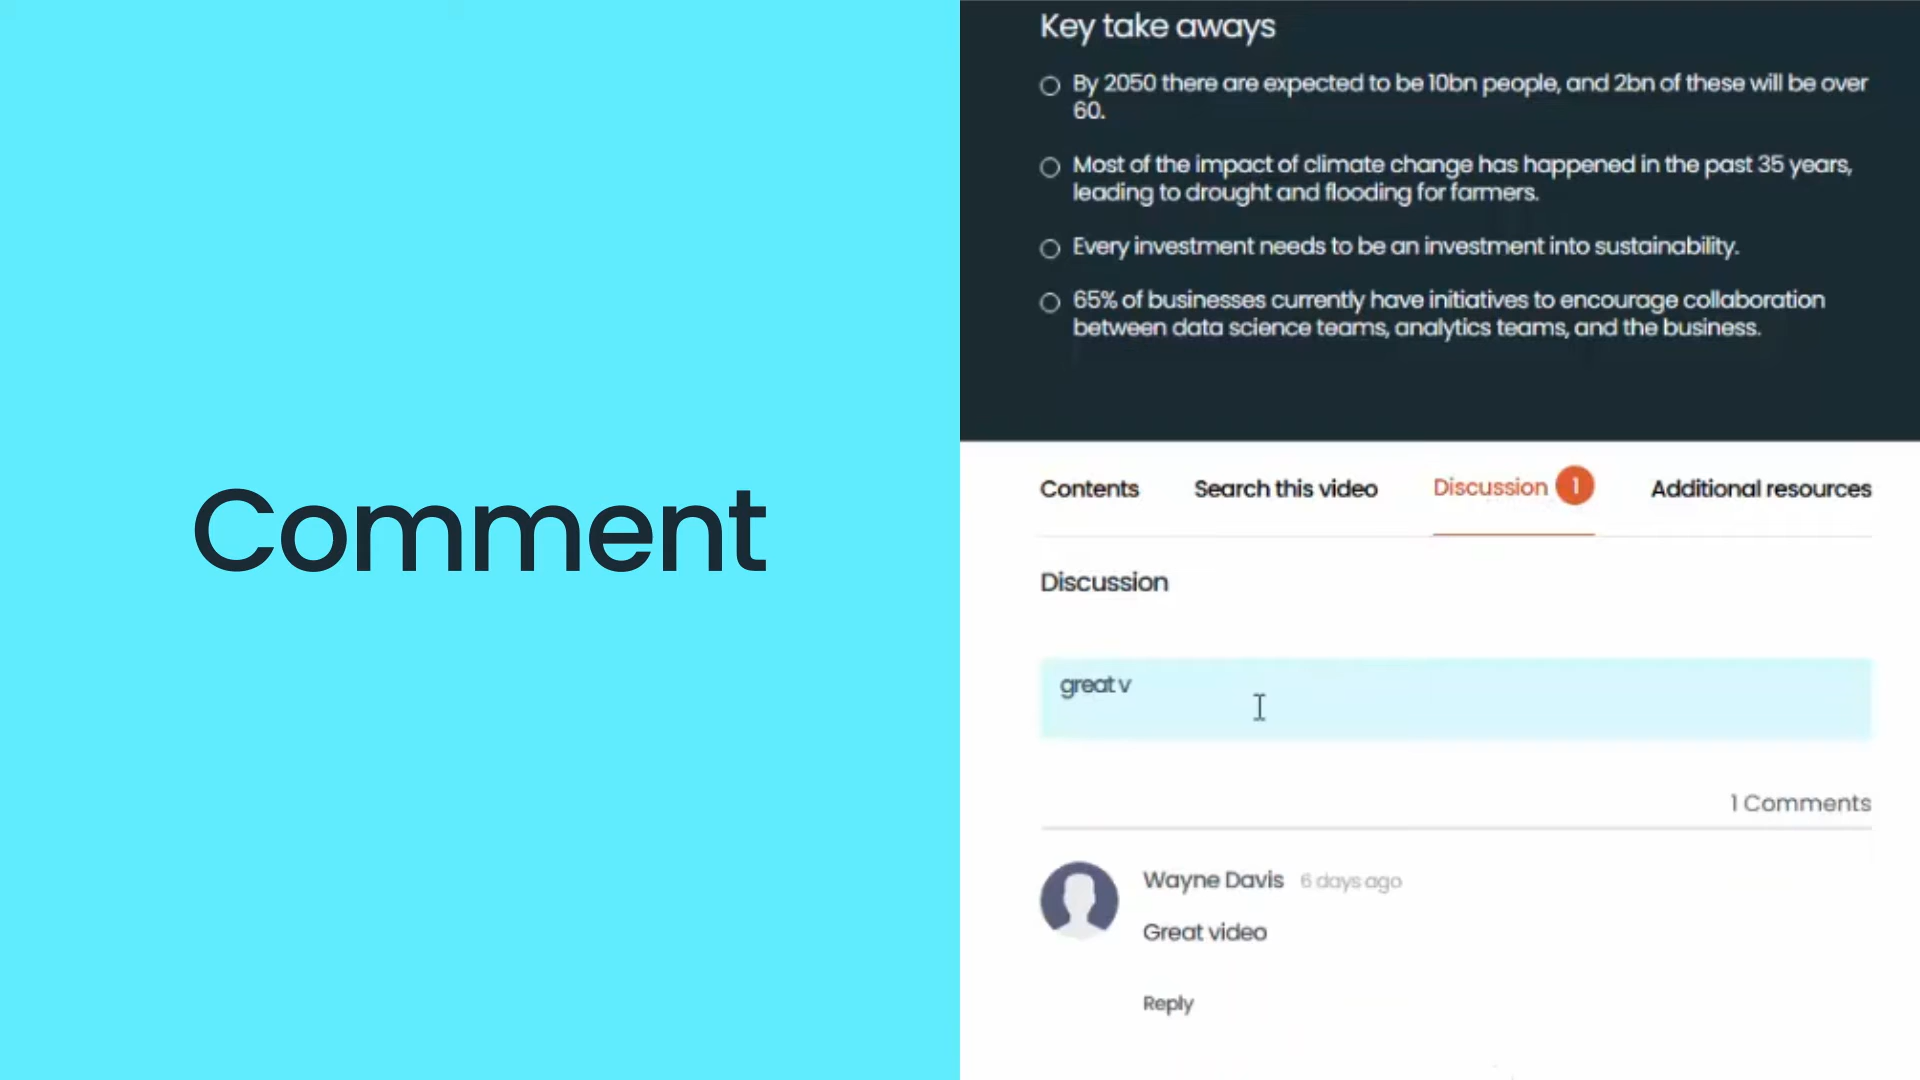 Comment
Key take aways
By 2050 there are expected to be 10bn people, and 2bn of these will be over
60.
Most of the impact of climate change has happened in the past 35 years,
leading to drought and flooding for farmers.
Every investment needs to be an investment into sustainability.
65% of businesses currently have initiatives to encourage collaboration
between data science teams, analytics teams, and the business.
Contents Search this video Discussion 1 Additional resources
Discussion
great v
1 Comments
Wayne Davis 6 days ago
Great video
Reply